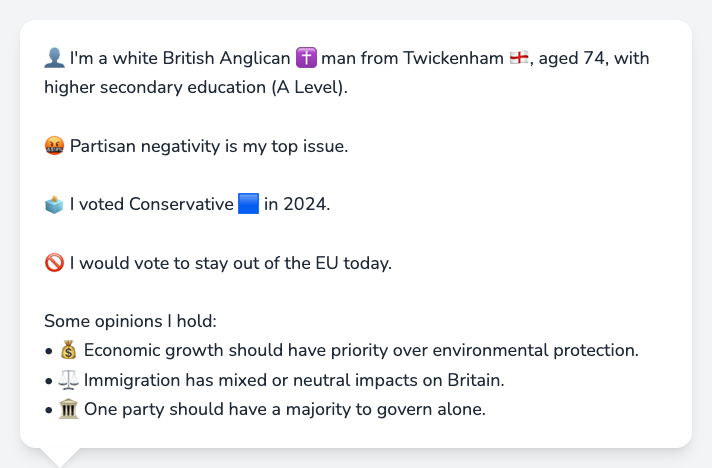 👤 I'm a white British Anglican ✝️ man from Twickenham 🏴󠁧󠁢󠁥󠁮󠁧󠁿, aged 74, with
higher secondary education (A Level).
🤬 Partisan negativity is my top issue.
🗳️ I voted Conservative 🟦 in 2024.
🚫 I would vote to stay out of the EU today.
Some opinions I hold:
• 💰 Economic growth should have priority over environmental protection.
• ⚖️ Immigration has mixed or neutral impacts on Britain.
• 🏛️ One party should have a majority to govern alone.